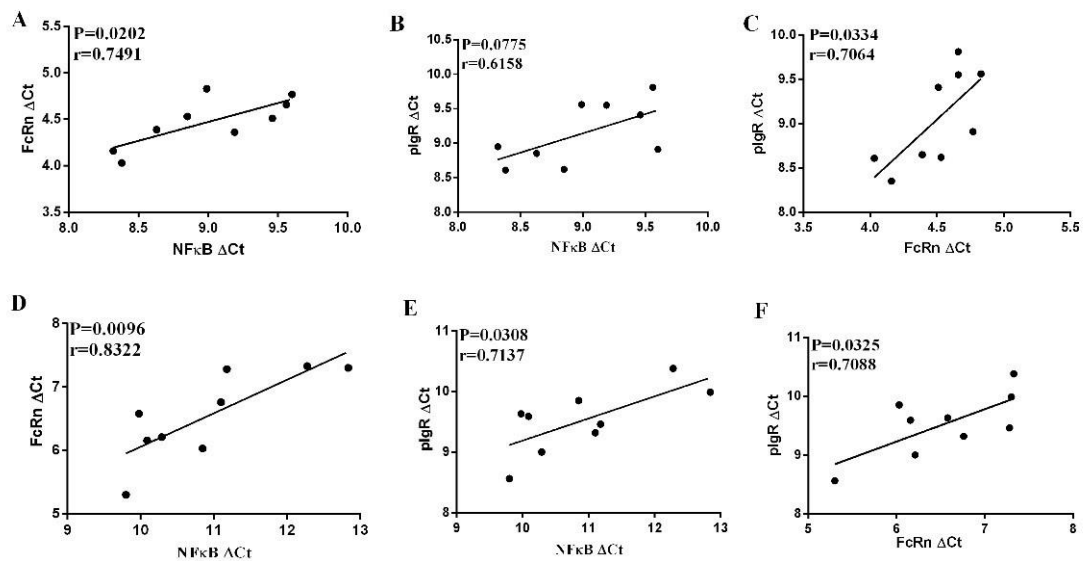 A
P=0.0202
r=0.7491
5.5
5.0
4.5
4.0
3.5
FcRn ΔCt
8.0
8.5
9.0
9.5
10.0
NFκB ΔCt
B
P=0.0775
r=0.6158
10.5
10.0
9.5
9.0
8.5
8.0
pIgR ΔCt
8.0
8.5
9.0
9.5
10.0
NFκB ΔCt
C
P=0.0334
r=0.7064
10.0
9.5
9.0
8.5
8.0
pIgR ΔCt
3.5
4.0
4.5
5.0
5.5
FcRn ΔCt
D
P=0.0096
r=0.8322
8
7
6
5
FcRn ΔCt
9
10
11
12
13
NFκB ΔCt
E
P=0.0308
r=0.7137
11
10
9
8
pIgR ΔCt
9
10
11
12
13
NFκB ΔCt
F
P=0.0325
r=0.7088
11
10
9
8
pIgR ΔCt
5
6
7
8
FcRn ΔCt